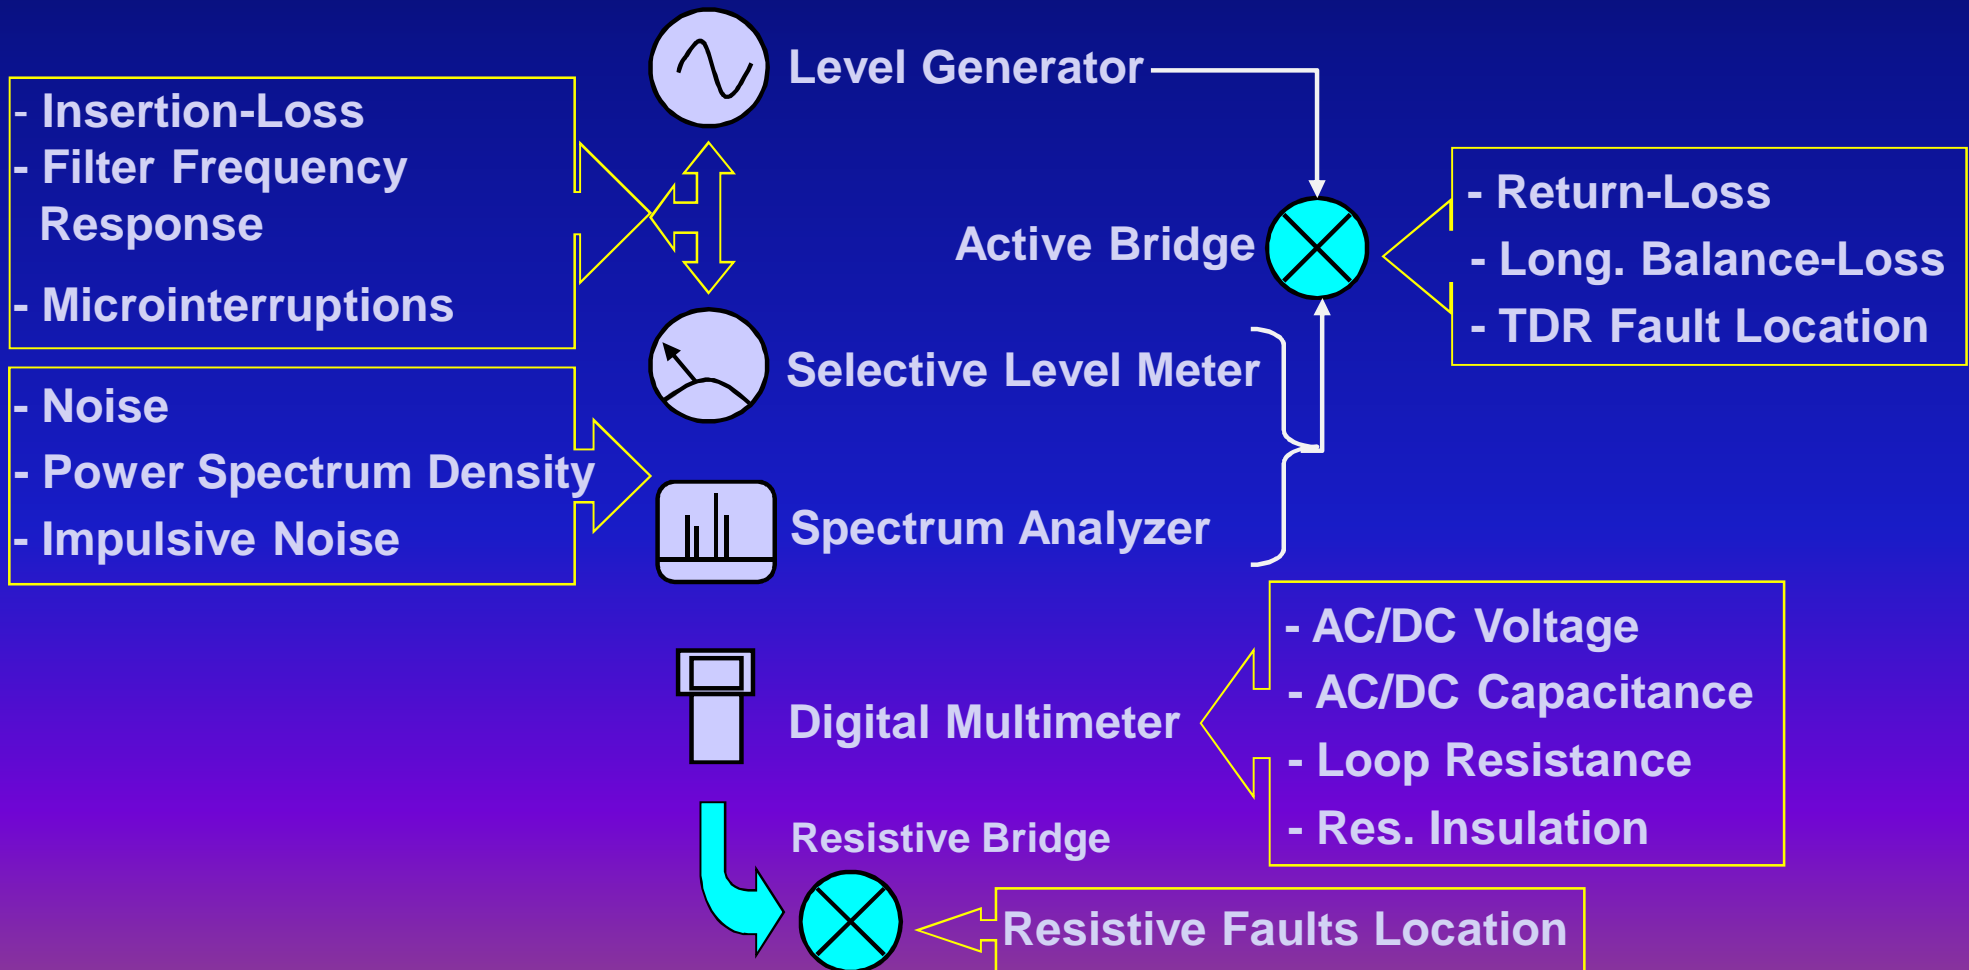 Level Generator
- Insertion-Loss
- Filter Frequency
Response
- Microinterruptions
Active Bridge
- Return-Loss
- Long. Balance-Loss
- TDR Fault Location
Selective Level Meter
- Noise
- Power Spectrum Density
- Impulsive Noise
Spectrum Analyzer
Digital Multimeter
- AC/DC Voltage
- AC/DC Capacitance
- Loop Resistance
- Res. Insulation
Resistive Bridge
Resistive Faults Location